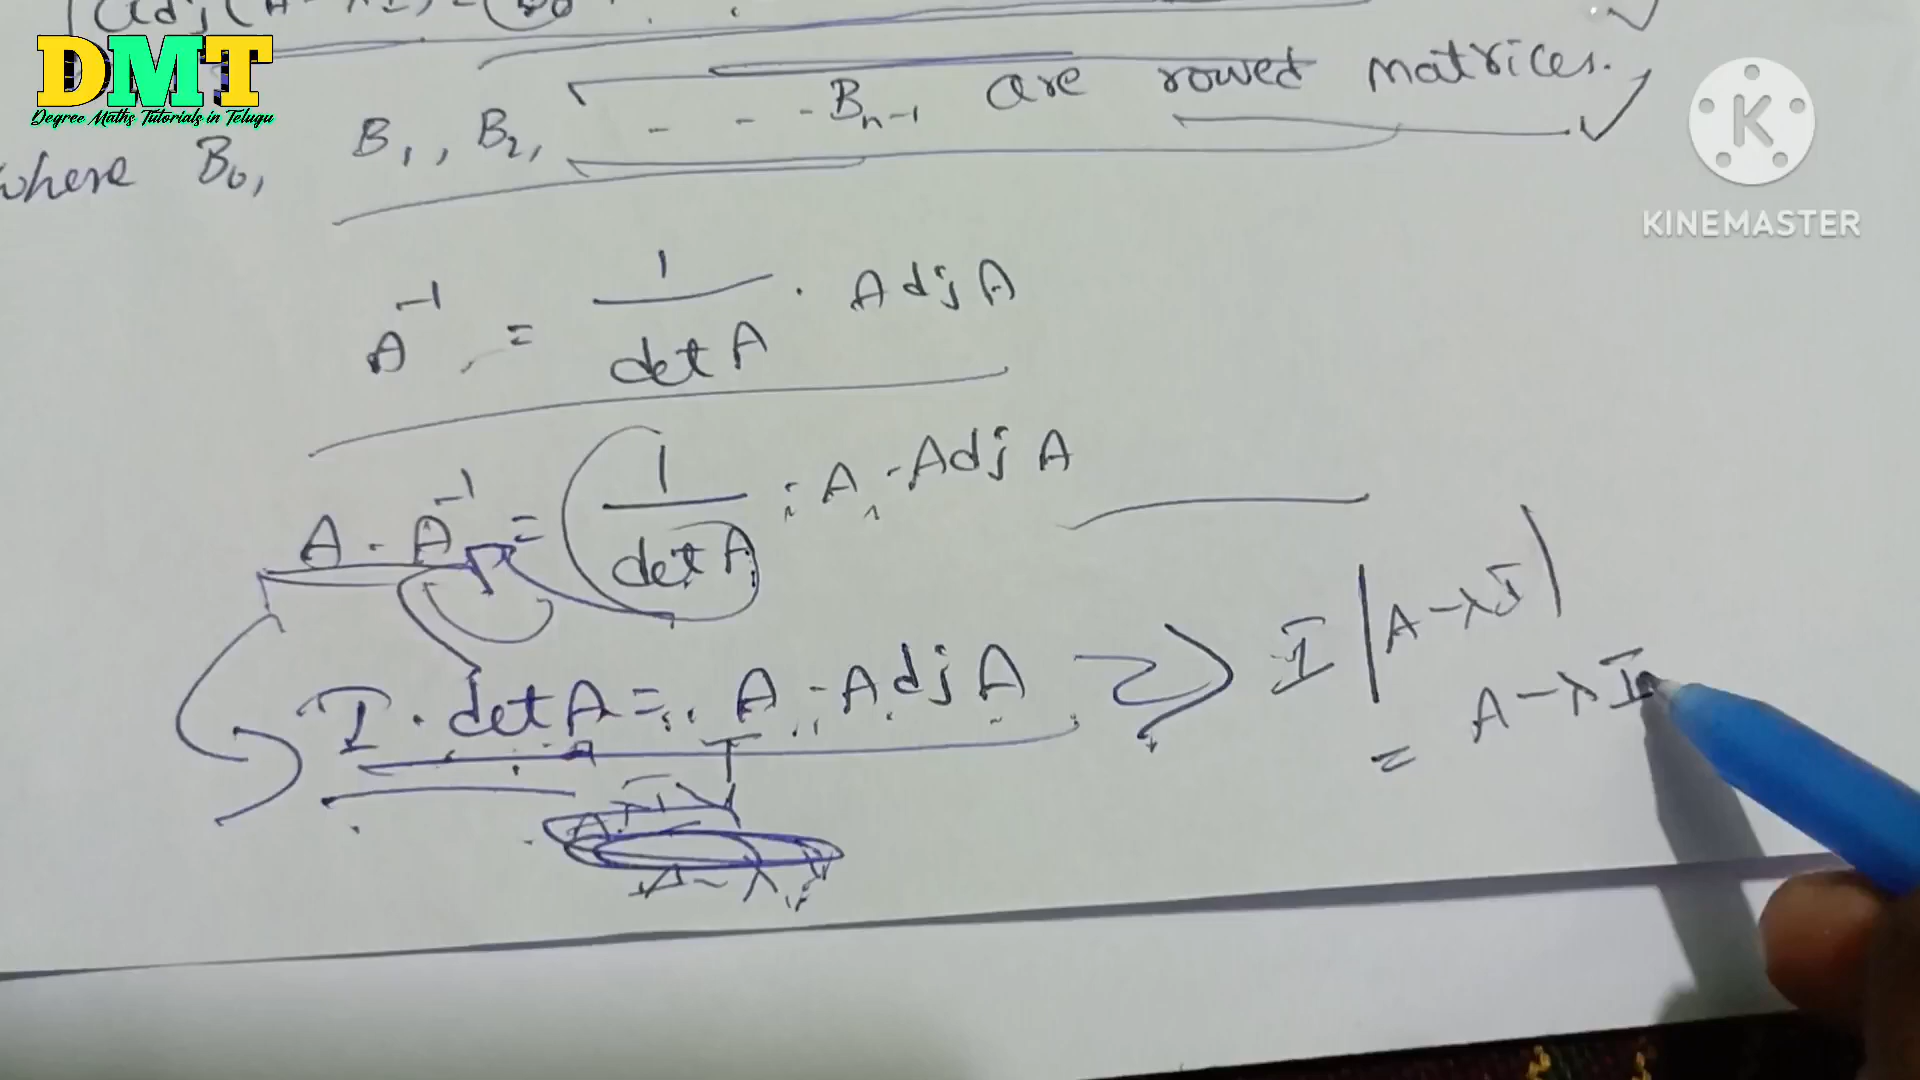 DMT
Degree Maths Tutorials in Telugu
KINEMASTER
where B₀, B₁, B₂, - - - Bₙ₋₁ are rowed matrices.
A⁻¹ = 1/det A · Adj A
A · A⁻¹ = 1/det A · A · Adj A
I · det A = A · Adj A ⇒ I |A - λI|
= A - λI
A - λ